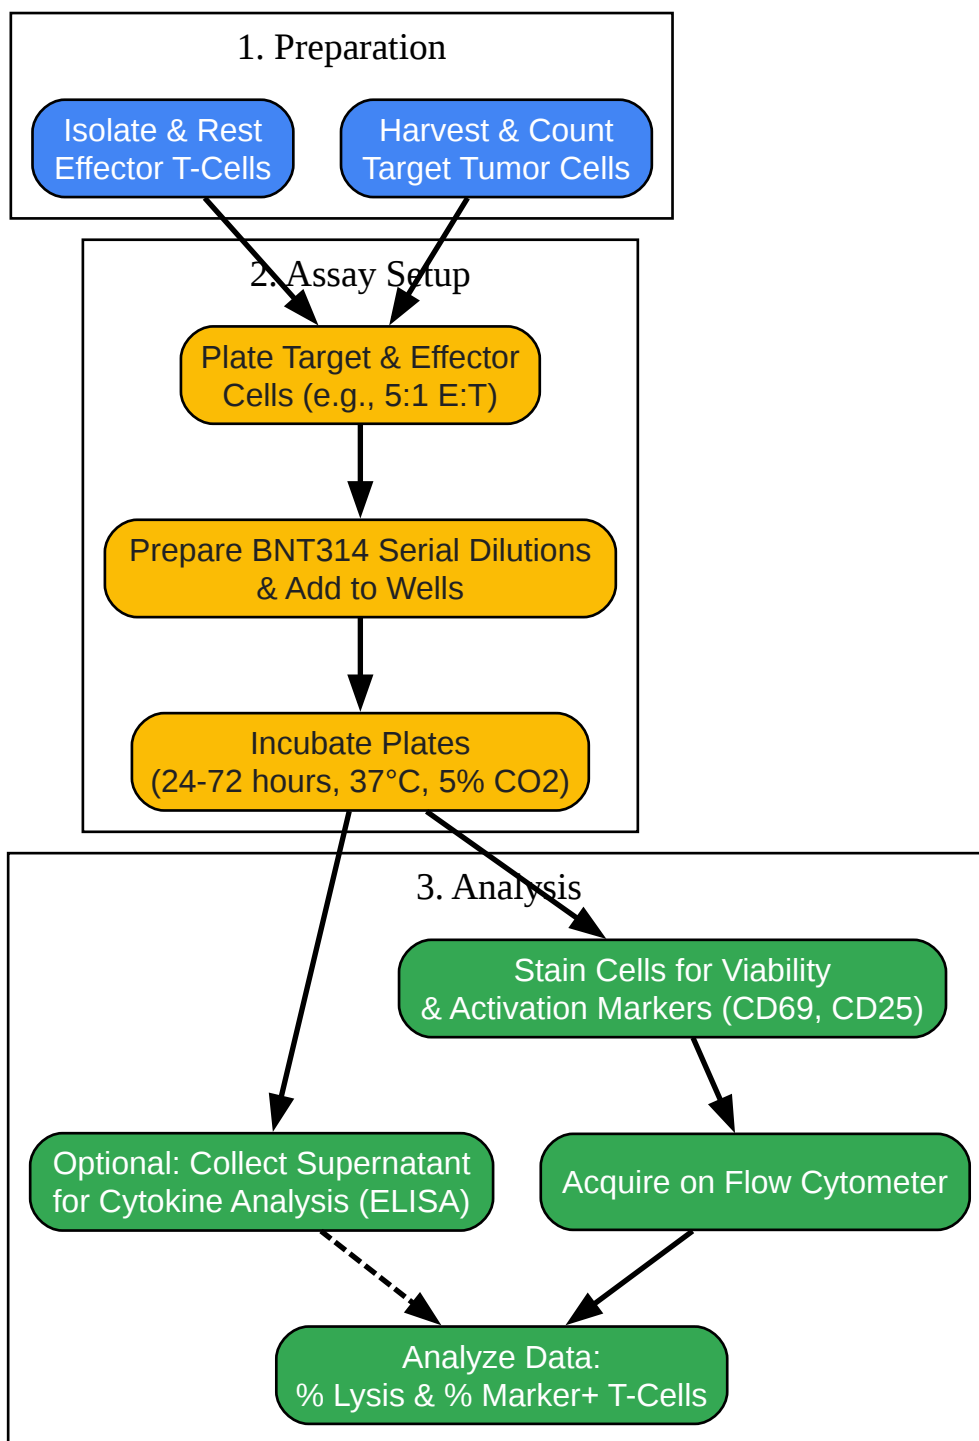 1. Preparation
Isolate & Rest
Effector T-Cells
Harvest & Count
Target Tumor Cells
2. Assay Setup
Plate Target & Effector
Cells (e.g., 5:1 E:T)
Prepare BNT314 Serial Dilutions
& Add to Wells
Incubate Plates
(24-72 hours, 37°C, 5% CO2)
3. Analysis
Stain Cells for Viability
& Activation Markers (CD69, CD25)
Optional: Collect Supernatant
for Cytokine Analysis (ELISA)
Acquire on Flow Cytometer
Analyze Data:
% Lysis & % Marker+ T-Cells